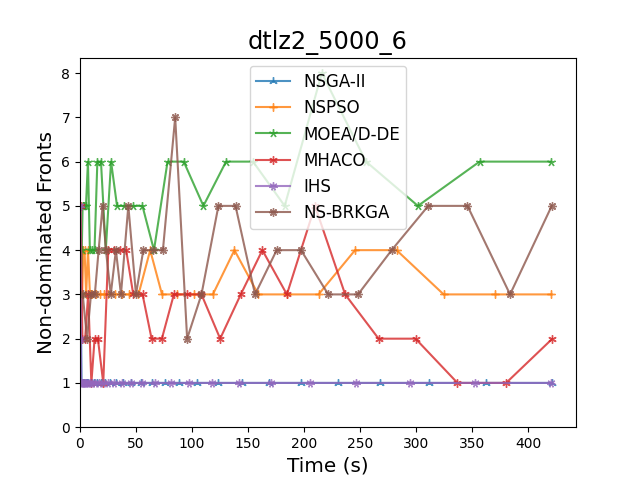 dtlz2_5000_6
Non-dominated Fronts
8
7
6
5
4
3
2
1
0
NSGA-II
NSPSO
MOEA/D-DE
MHACO
IHS
NS-BRKGA
0 50 100 150 200 250 300 350 400
Time (s)